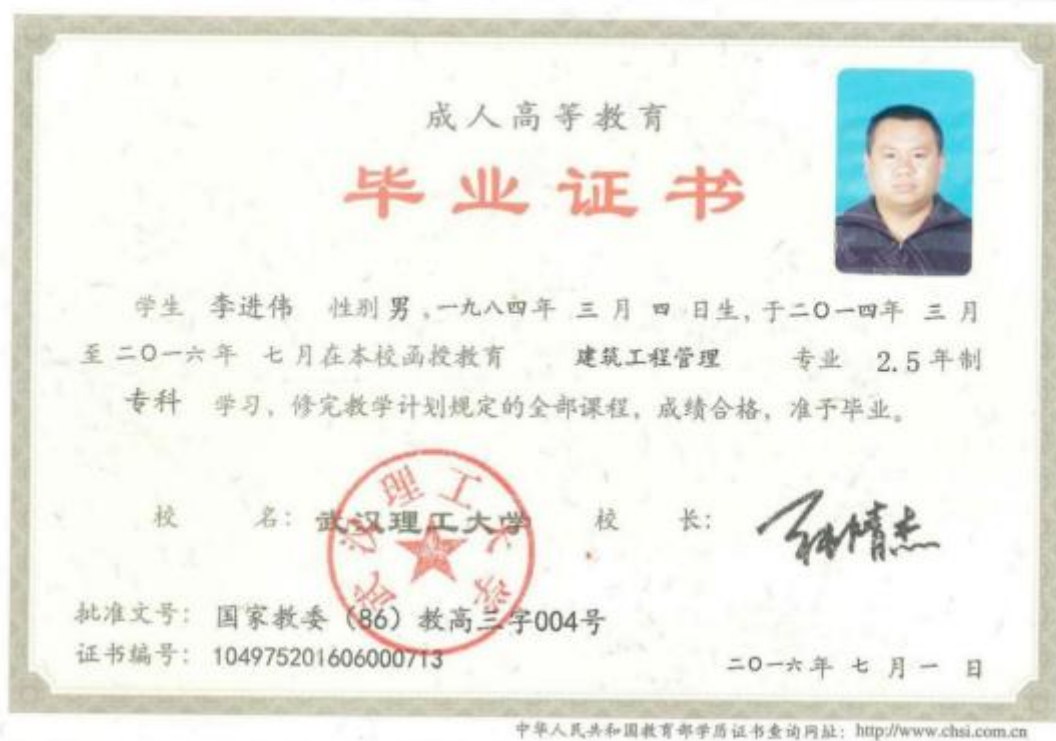 成人高等教育
毕业证书
学生 李进伟 性别 男，一九八四年 三 月 四 日生，于二〇一四年 三 月
至 二〇一六 年 七 月在本校函授教育 建筑工程管理 专业 2.5 年制
专科 学习，修完教学计划规定的全部课程，成绩合格，准予毕业。
校 名：武汉理工大学 校 长：
武汉理工大学
批准文号：国家教委（86）教高三字004号
证书编号：104975201606000713
二〇一六 年 七 月 一 日
中华人民共和国教育部学历证书查询网址：http://www.chsi.com.cn